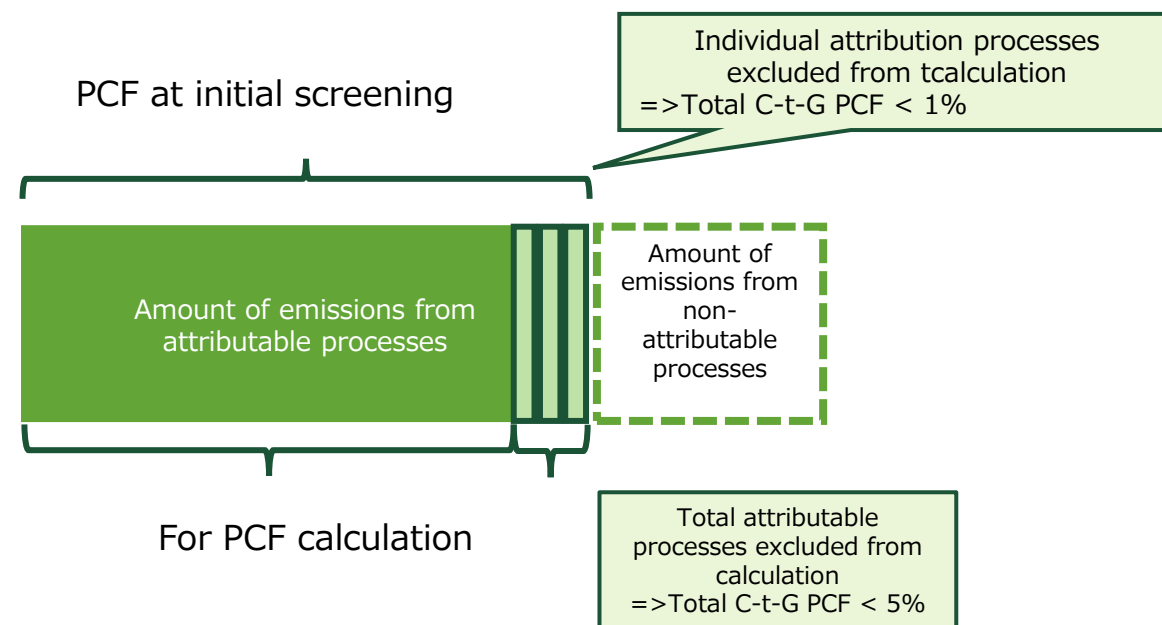 PCF at initial screening
Individual attribution processes
excluded from tcalculation
=>Total C-t-G PCF < 1%
Amount of emissions from
attributable processes
Amount of
emissions from
non-
attributable
processes
For PCF calculation
Total attributable
processes excluded from
calculation
=>Total C-t-G PCF < 5%